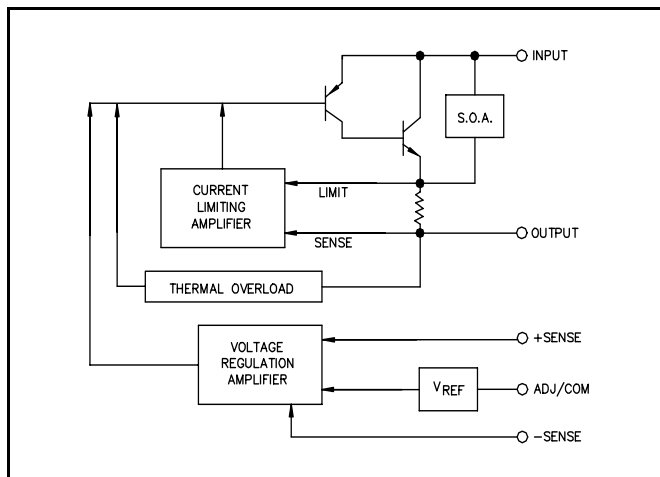 INPUT
S.O.A.
CURRENT
LIMITING
AMPLIFIER
LIMIT
SENSE
OUTPUT
THERMAL OVERLOAD
VOLTAGE
REGULATION
AMPLIFIER
+SENSE
VREF
ADJ/COM
-SENSE